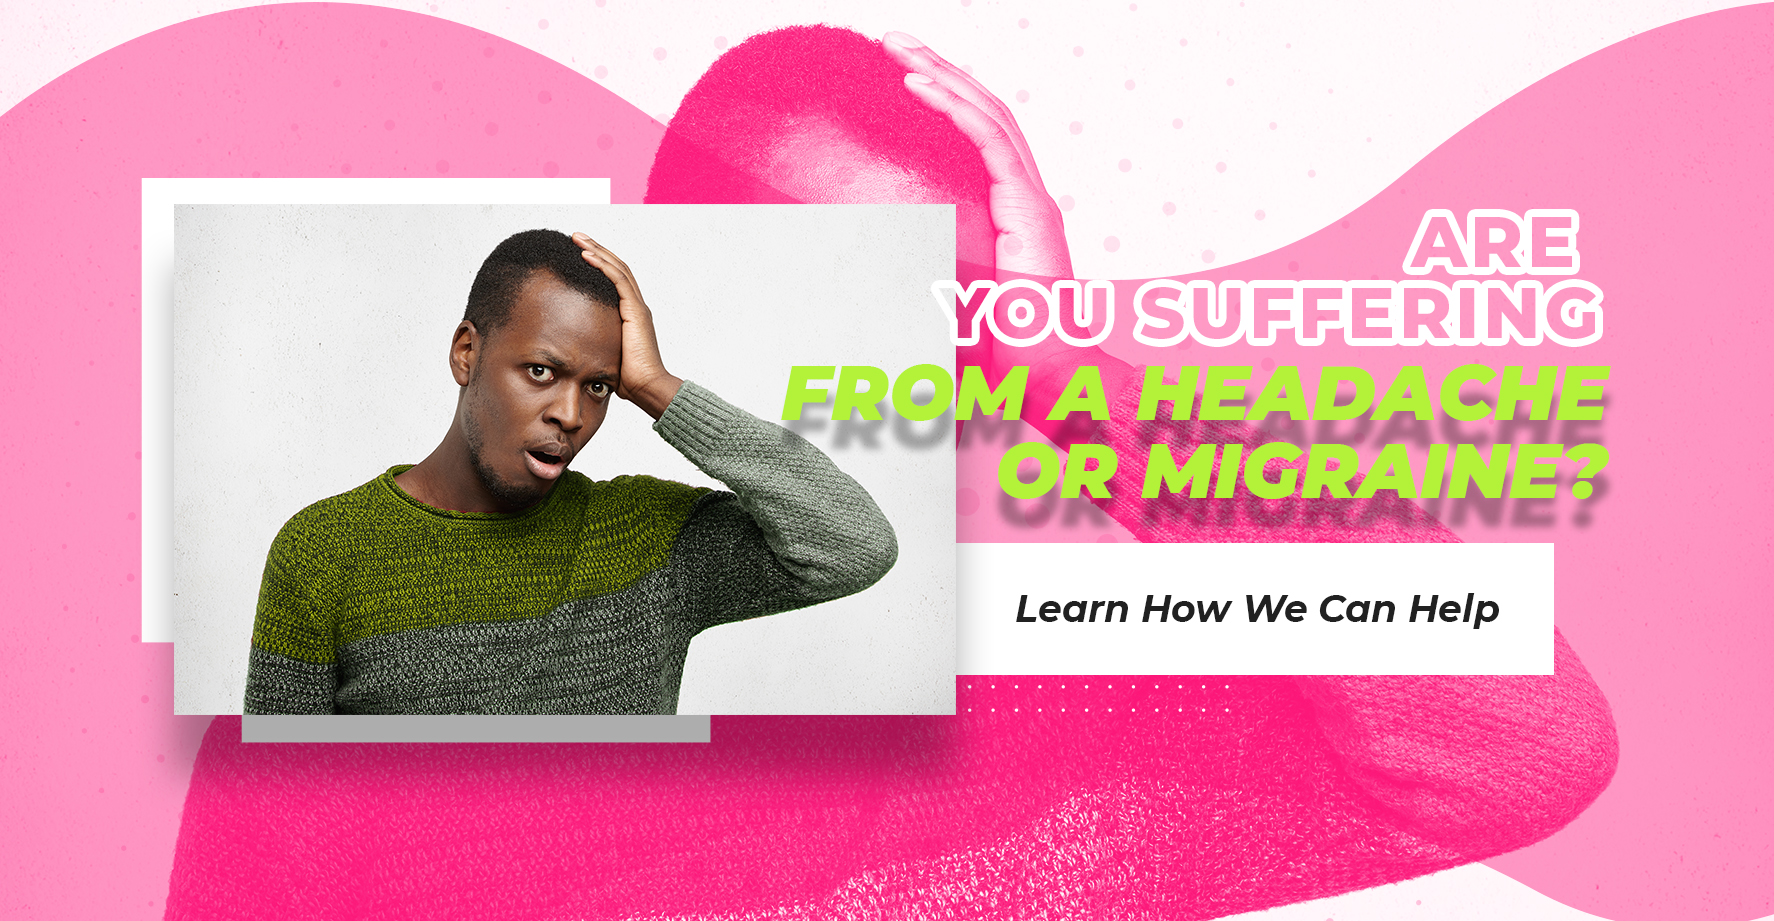 ARE
YOU SUFFERING
FROM A HEADACHE
OR MIGRAINE?
Learn How We Can Help